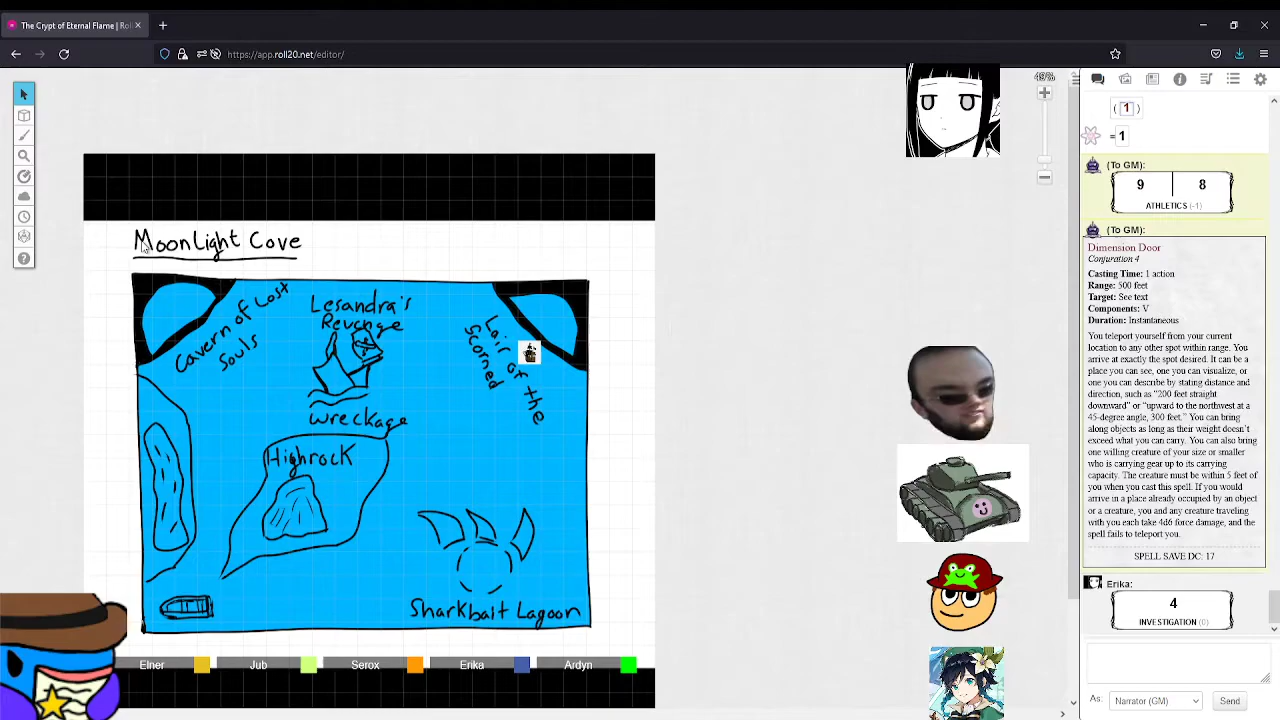 The Crypt of Eternal Flame | Rol
https://app.roll20.net/editor/
49%
MoonLight Cove
Cavern of Lost
Souls
Lesandra's
Revenge
wreckage
Lair of the
Scorned
Highrock
Sharkbait Lagoon
Elner
Jub
Serox
Erika
Ardyn
(1)
=1
(To GM):
9 8
ATHLETICS (-1)
(To GM):
Dimension Door
Conjuration 4
Casting Time: 1 action
Range: 500 feet
Target: See text
Components: V
Duration: Instantaneous
You teleport yourself from your current
location to any other spot within range. You
arrive at exactly the spot desired. It can be a
place you can see, one you can visualize, or
one you can describe by stating distance and
direction, such as "200 feet straight
downward" or "upward to the northwest at a
45-degree angle, 300 feet." You can bring
along objects as long as their weight doesn't
exceed what you can carry. You can also bring
one willing creature of your size or smaller
who is carrying gear up to its carrying
capacity. The creature must be within 5 feet of
you when you cast this spell. If you would
arrive in a place already occupied by an object
or a creature, you and any creature traveling
with you each take 4d6 force damage, and the
spell fails to teleport you.
SPELL SAVE DC: 17
Erika:
4
INVESTIGATION (0)
As:
Narrator (GM)
Send